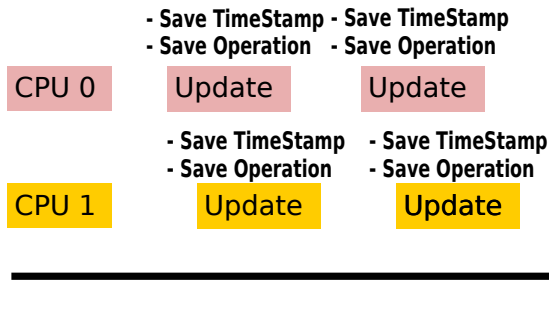 - Save TimeStamp - Save TimeStamp
- Save Operation - Save Operation
CPU 0 Update Update
- Save TimeStamp - Save TimeStamp
- Save Operation - Save Operation
CPU 1 Update Update